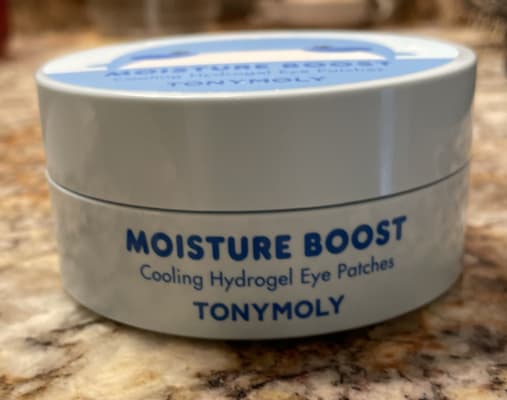 MOISTURE BOOST
Cooling Hydrogel Eye Patches
TONYMOLY
MOISTURE BOOST
Cooling Hydrogel Eye Patches
TONYMOLY